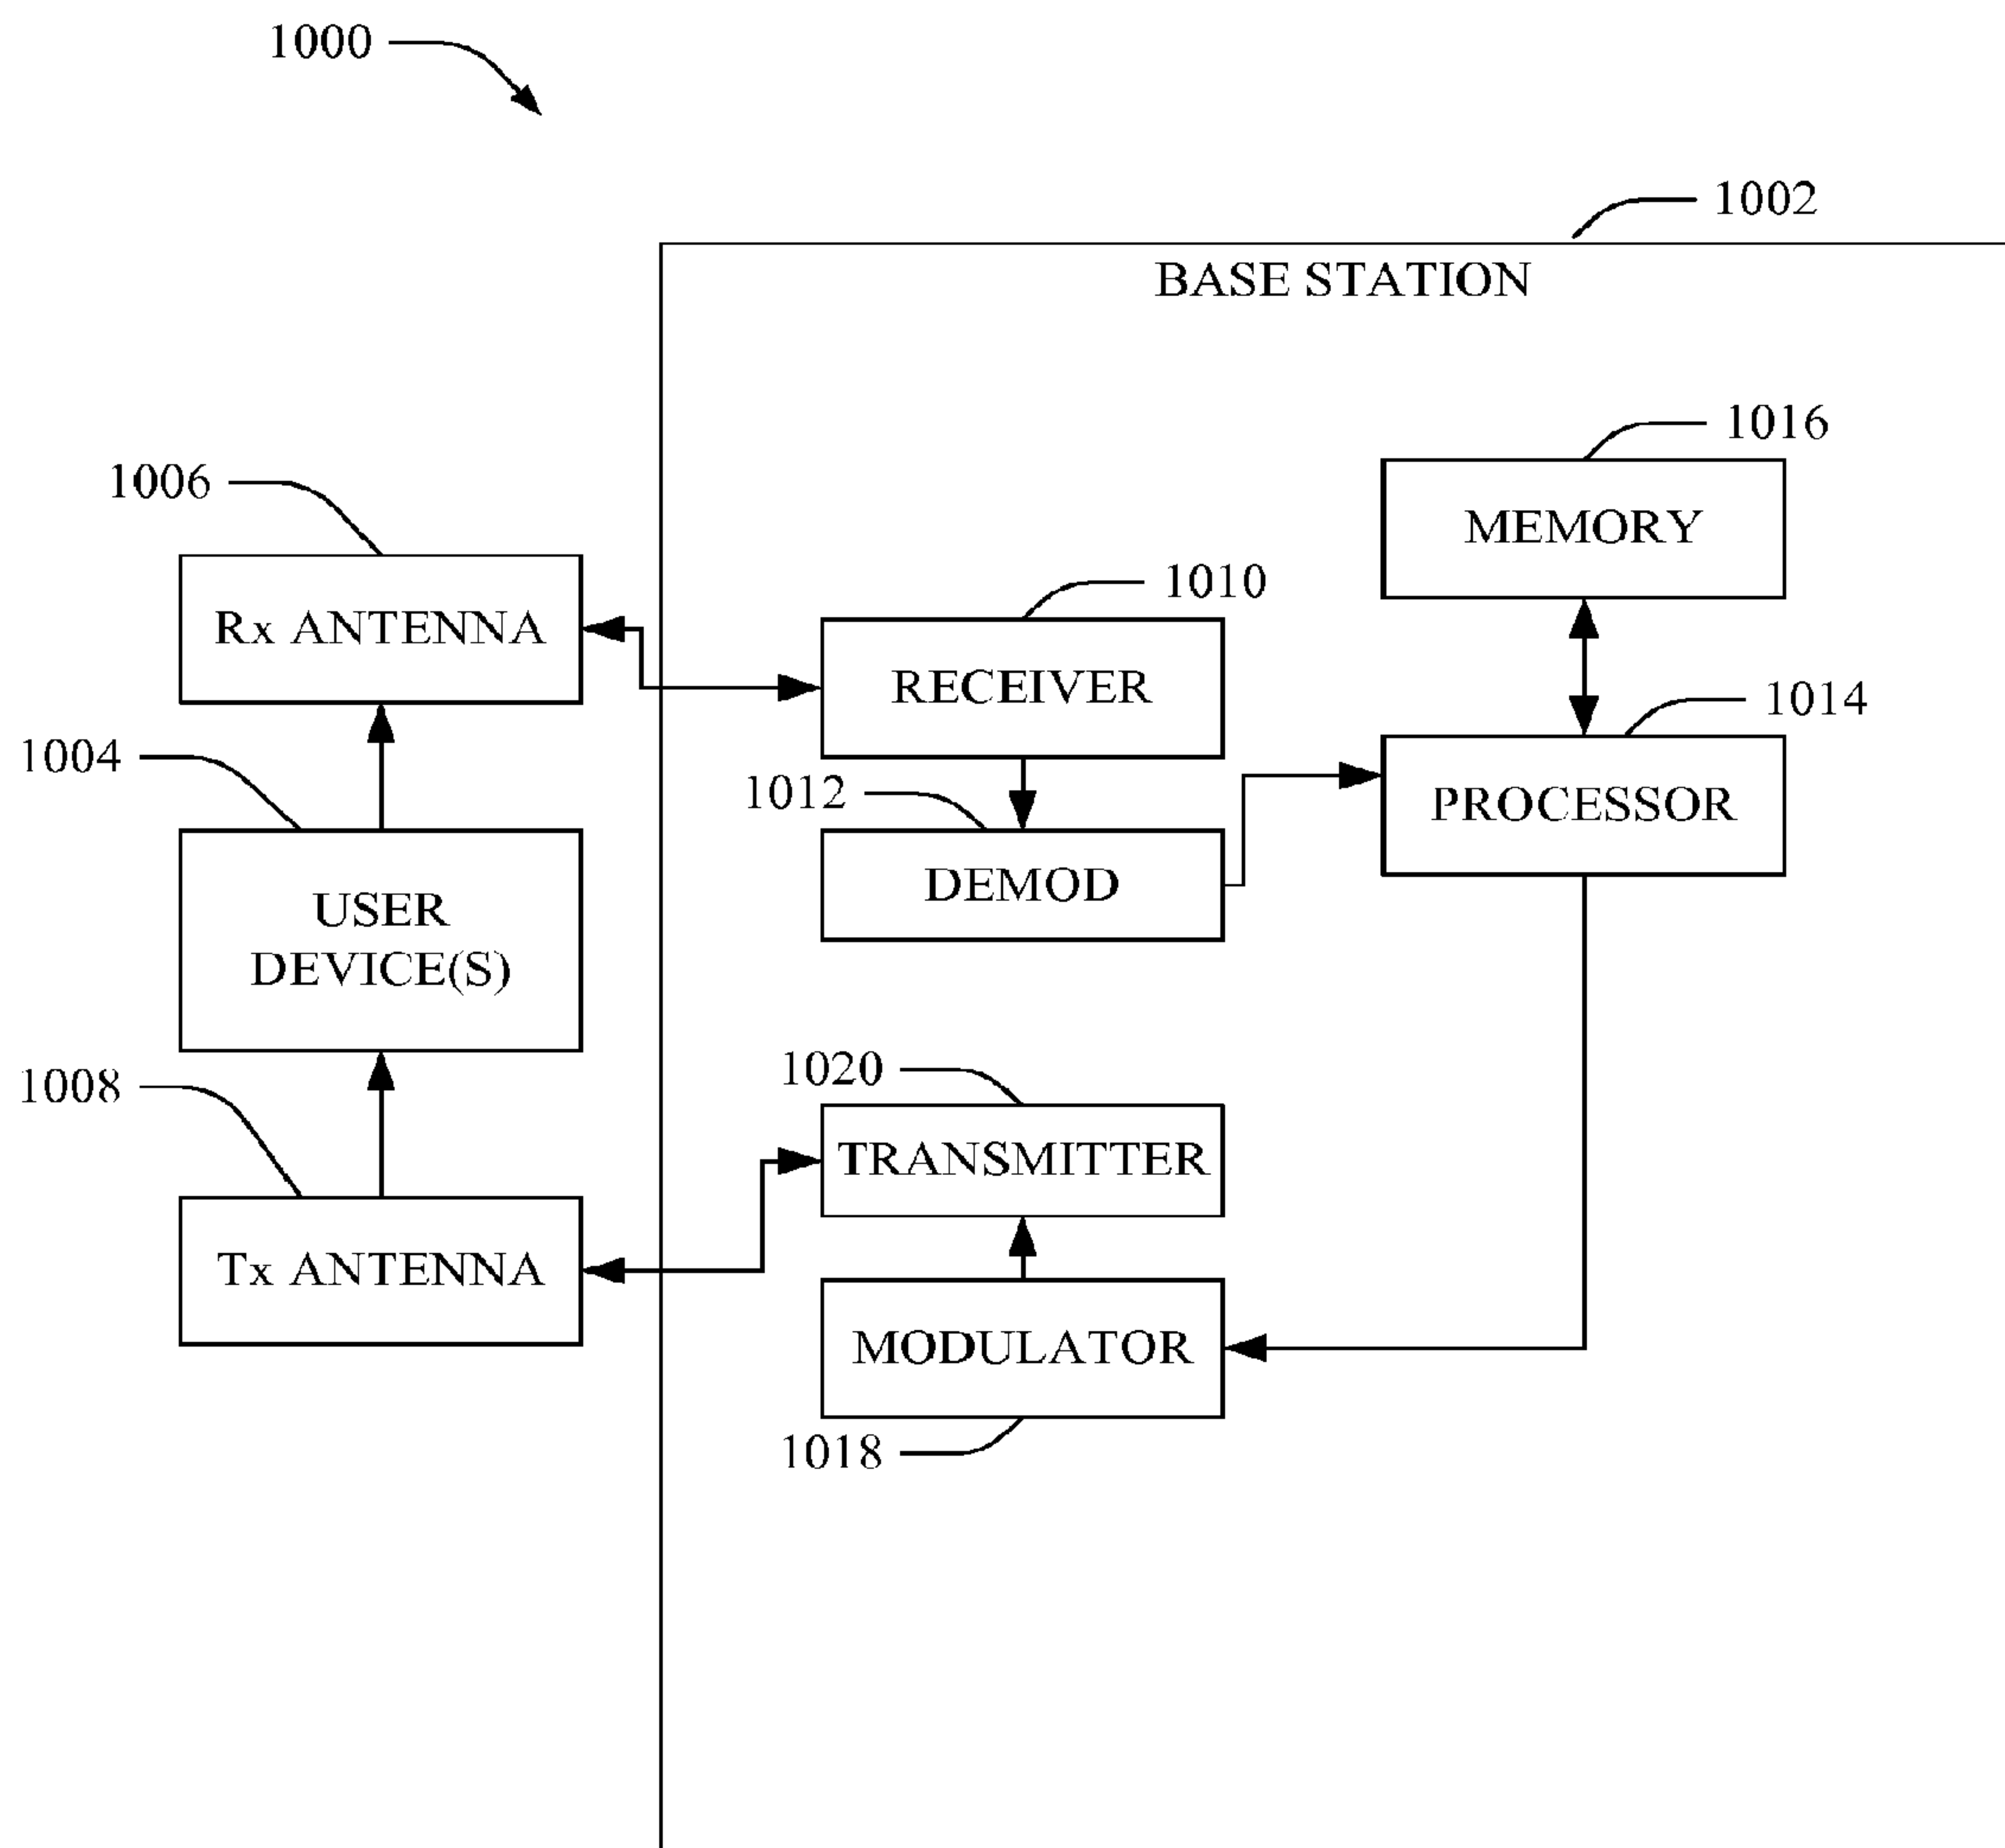 1000
1002
BASE STATION
1016
MEMORY
1006
Rx ANTENNA
1010
RECEIVER
1014
PROCESSOR
1004
USER
DEVICE(S)
1012
DEMOD
1008
Tx ANTENNA
1020
TRANSMITTER
MODULATOR
1018